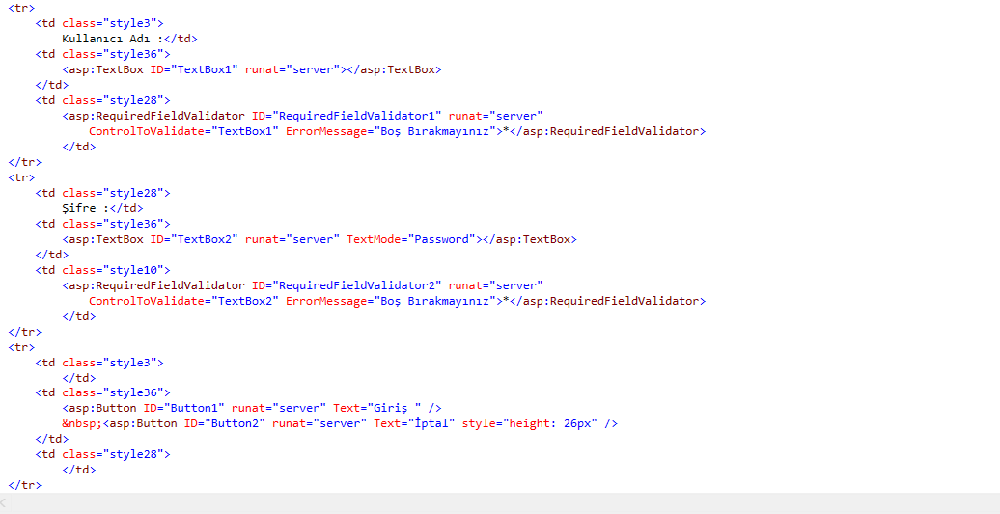 <tr>
<td class="style3">
Kullanıcı Adı :</td>
<td class="style36">
<asp:TextBox ID="TextBox1" runat="server"></asp:TextBox>
</td>
<td class="style28">
<asp:RequiredFieldValidator ID="RequiredFieldValidator1" runat="server"
ControlToValidate="TextBox1" ErrorMessage="Boş Bırakmayınız">*</asp:RequiredFieldValidator>
</td>
</tr>
<tr>
<td class="style28">
Şifre :</td>
<td class="style36">
<asp:TextBox ID="TextBox2" runat="server" TextMode="Password"></asp:TextBox>
</td>
<td class="style10">
<asp:RequiredFieldValidator ID="RequiredFieldValidator2" runat="server"
ControlToValidate="TextBox2" ErrorMessage="Boş Bırakmayınız">*</asp:RequiredFieldValidator>
</td>
</tr>
<tr>
<td class="style3">
</td>
<td class="style36">
<asp:Button ID="Button1" runat="server" Text="Giriş " />
&nbsp;<asp:Button ID="Button2" runat="server" Text="İptal" style="height: 26px" />
</td>
<td class="style28">
</td>
</tr>